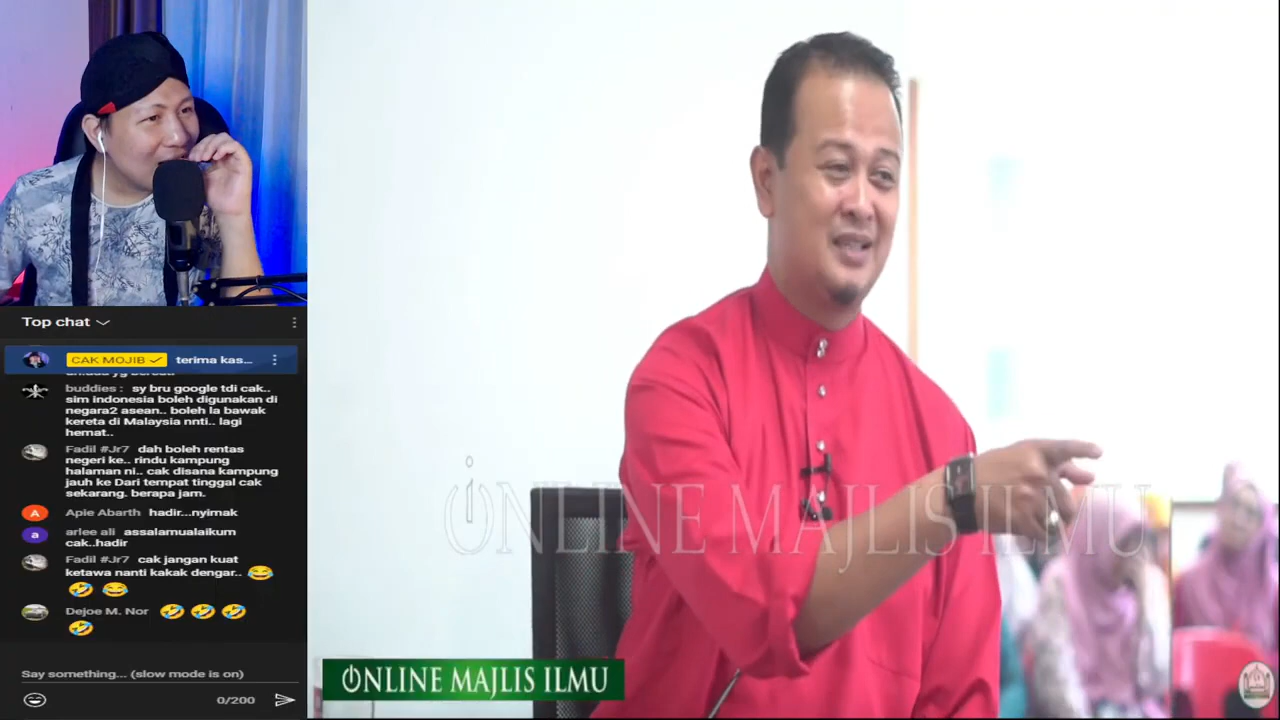 Top chat
CAK MOJIB terima kas...
buddies : sy bru google tdi cak..
sim indonesia boleh digunakan di
negara2 asean.. boleh la bawak
kereta di Malaysia nnti.. lagi
hemat..
Fadil #Jr7 dah boleh rentas
negeri ke.. rindu kampung
halaman ni.. cak disana kampung
jauh ke Dari tempat tinggal cak
sekarang. berapa jam.
A Apie Abarth hadir...nyimak
a arlee ali assalamualaikum
cak..hadir
Fadil #Jr7 cak jangan kuat
ketawa nanti kakak dengar.. 😂
🤣 😂
Dejoe M. Nor 🤣 🤣 🤣
🤣
Say something... (slow mode is on)
0/200
ONLINE MAJLIS ILMU
ONLINE MAJLIS ILMU